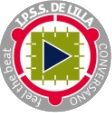 I.P.S.S. DE LILLA
CONVERSANO
feel the beat